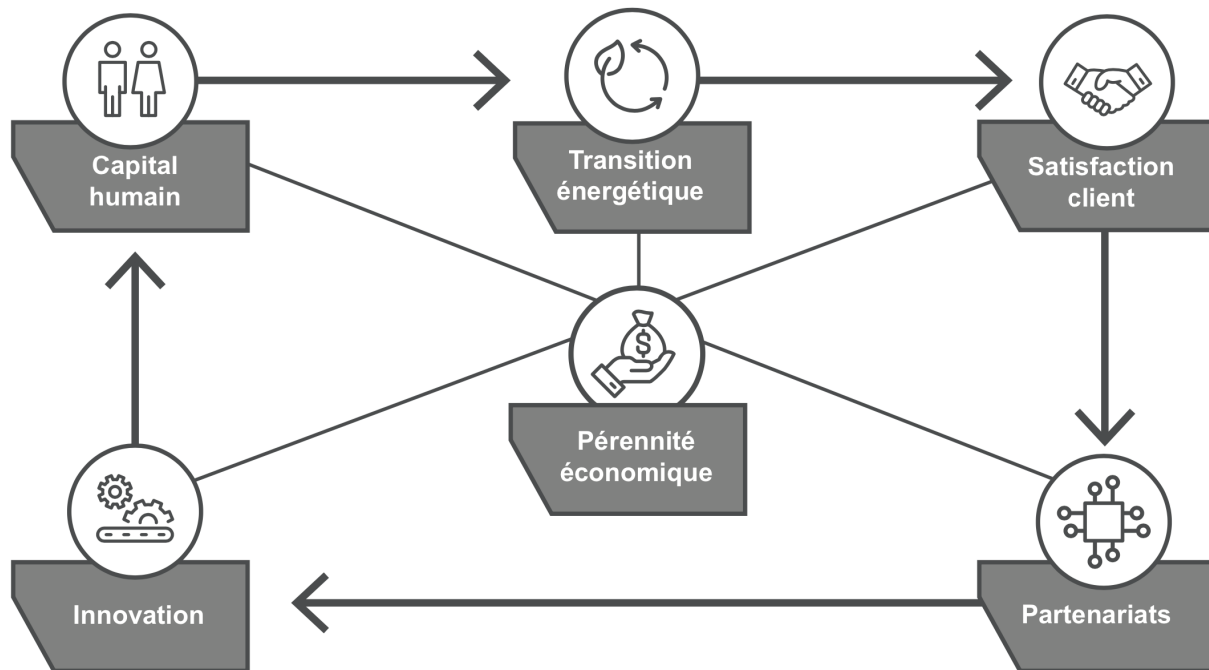 Capital
humain
Transition
énergétique
Satisfaction
client
$
Pérennité
économique
Innovation
Partenariats